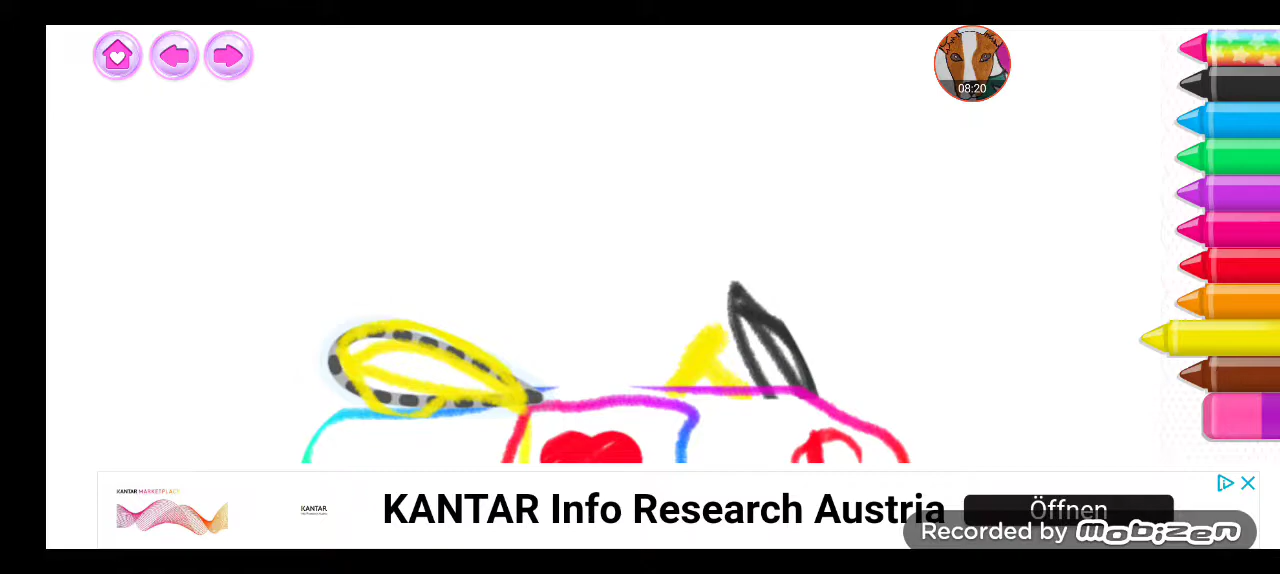 08:20
KANTAR MARKETPLACE
KANTAR
KANTAR Info Research Austria
Öffnen
Recorded by MOBIZEN